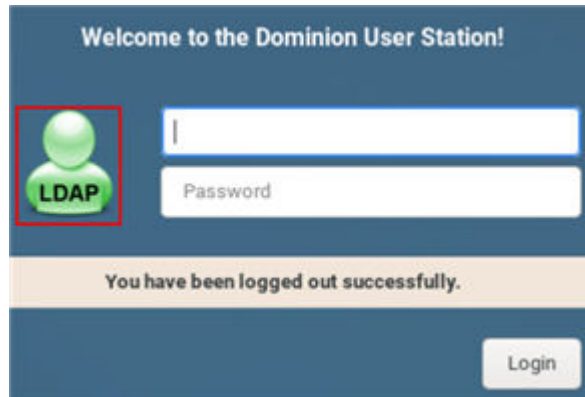 Welcome to the Dominion User Station!
LDAP
Password
You have been logged out successfully.
Login